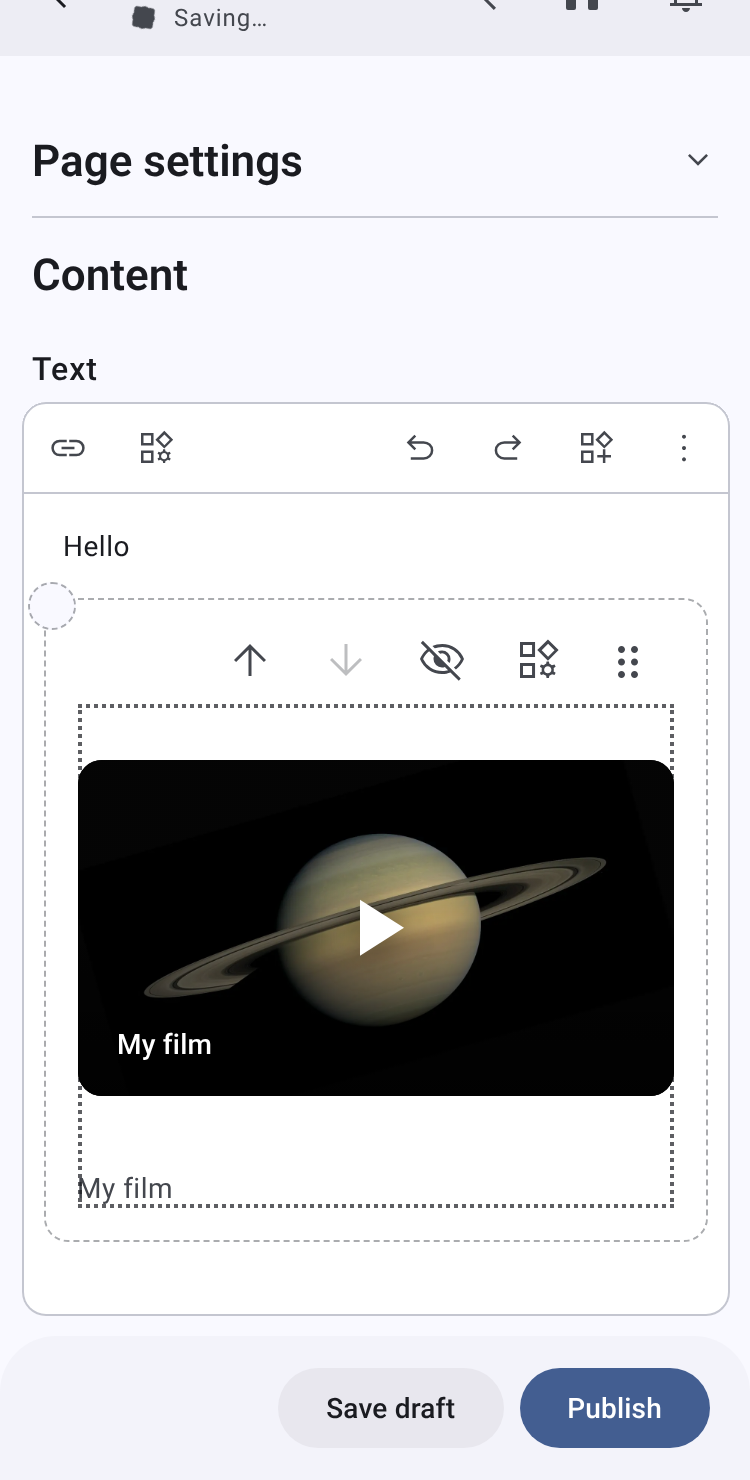 Saving…
Page settings
Content
Text
Hello
My film
My film
Save draft
Publish